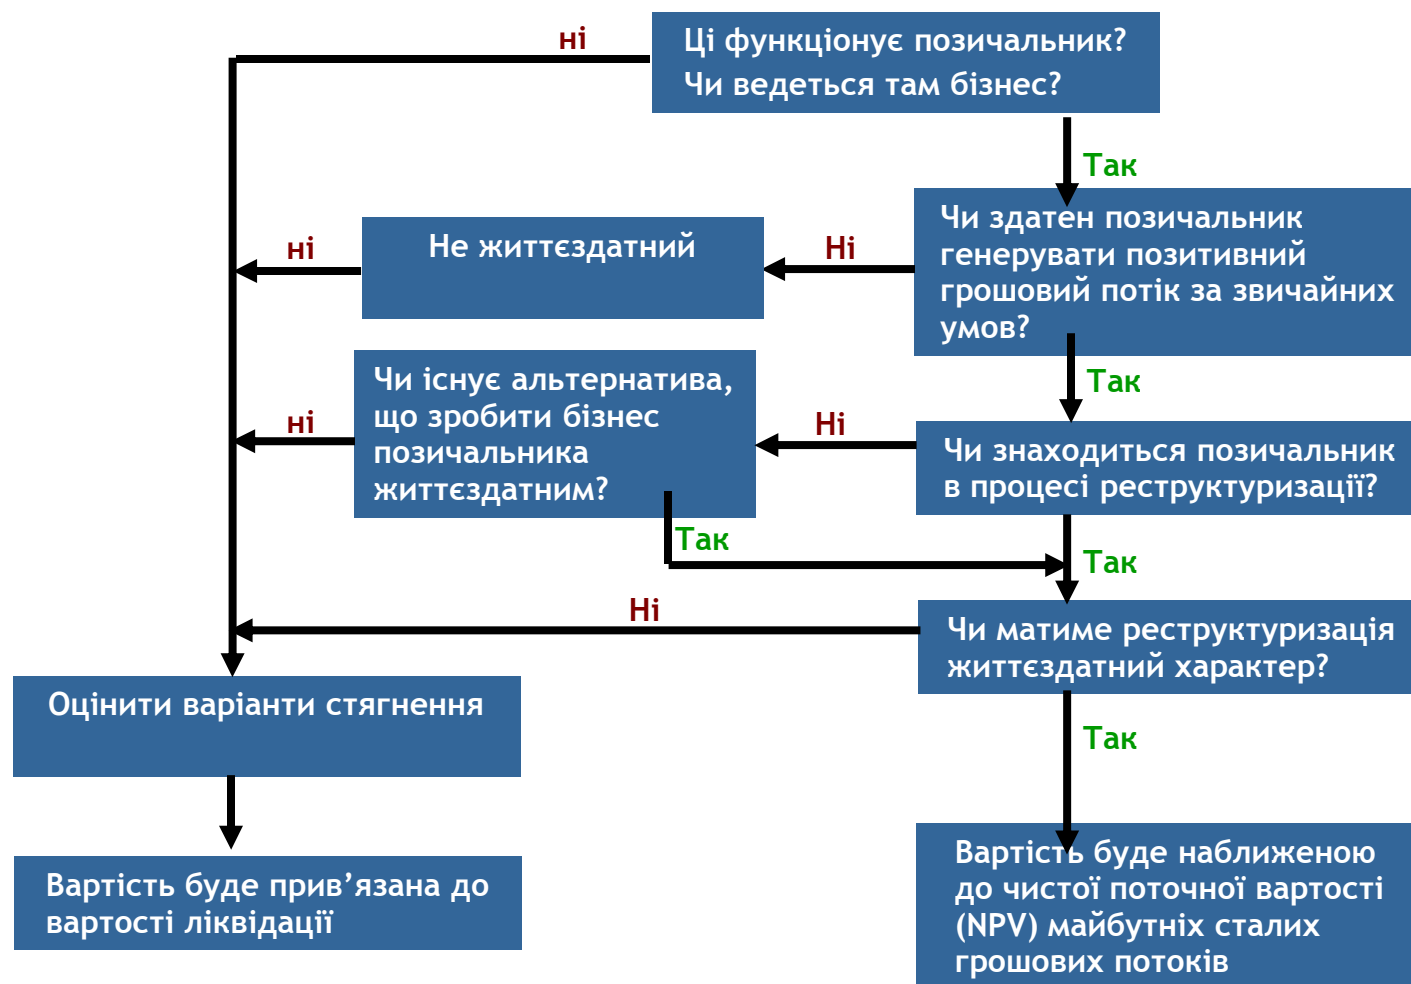 ні
Ці функціонує позичальник?
Чи ведеться там бізнес?
Так
Чи здатен позичальник
генерувати позитивний
грошовий потік за звичайних
умов?
Ні
Не життєздатний
ні
Так
Чи існує альтернатива,
що зробити бізнес
позичальника
життєздатним?
ні
Ні
Чи знаходиться позичальник
в процесі реструктуризації?
Так
Так
Ні
Чи матиме реструктуризація
життєздатний характер?
Оцінити варіанти стягнення
Так
Вартість буде прив’язана до
вартості ліквідації
Вартість буде наближеною
до чистої поточної вартості
(NPV) майбутніх сталих
грошових потоків